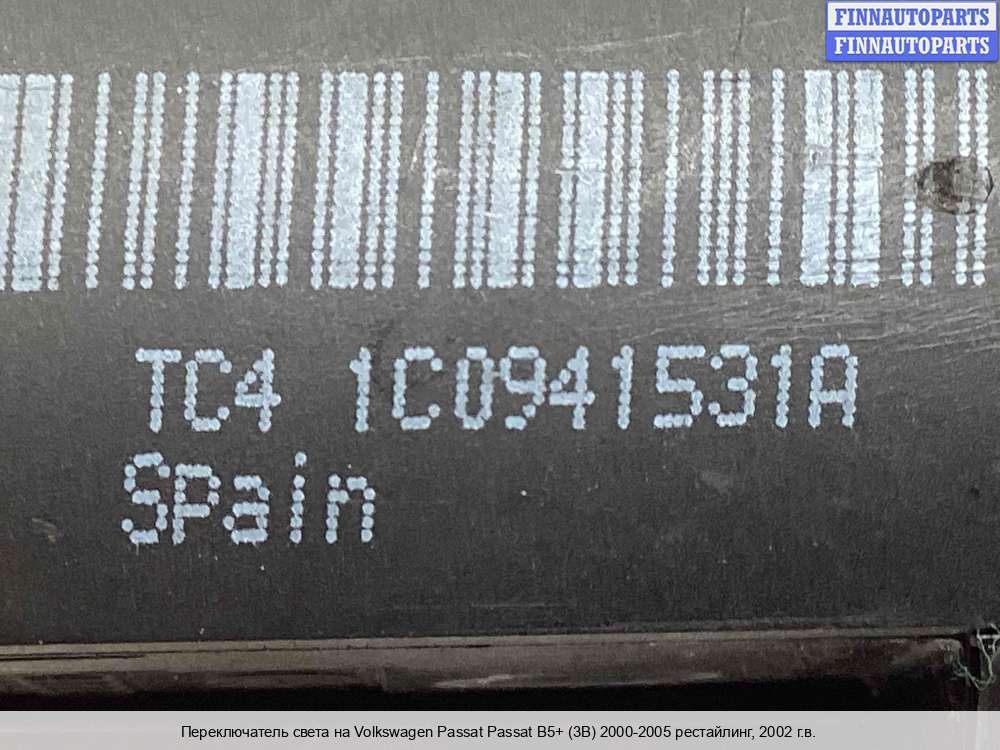 FINNAUTOPARTS
FINNAUTOPARTS
TC4 1C0941531A
Spain
Переключатель света на Volkswagen Passat Passat B5+ (3B) 2000-2005 рестайлинг, 2002 г.в.